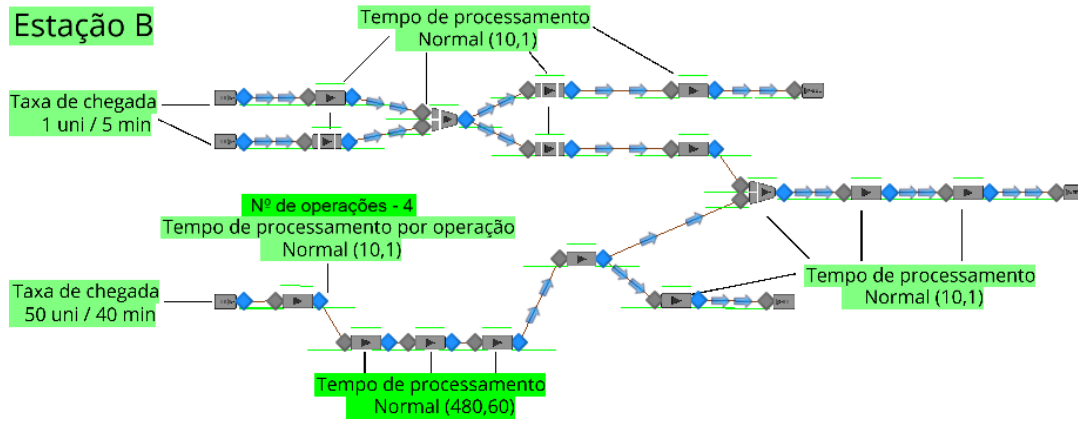 Estação B
Tempo de processamento
Normal (10,1)
Taxa de chegada
1 uni / 5 min
Nº de operações - 4
Tempo de processamento por operação
Normal (10,1)
Taxa de chegada
50 uni / 40 min
Tempo de processamento
Normal (10,1)
Tempo de processamento
Normal (480,60)